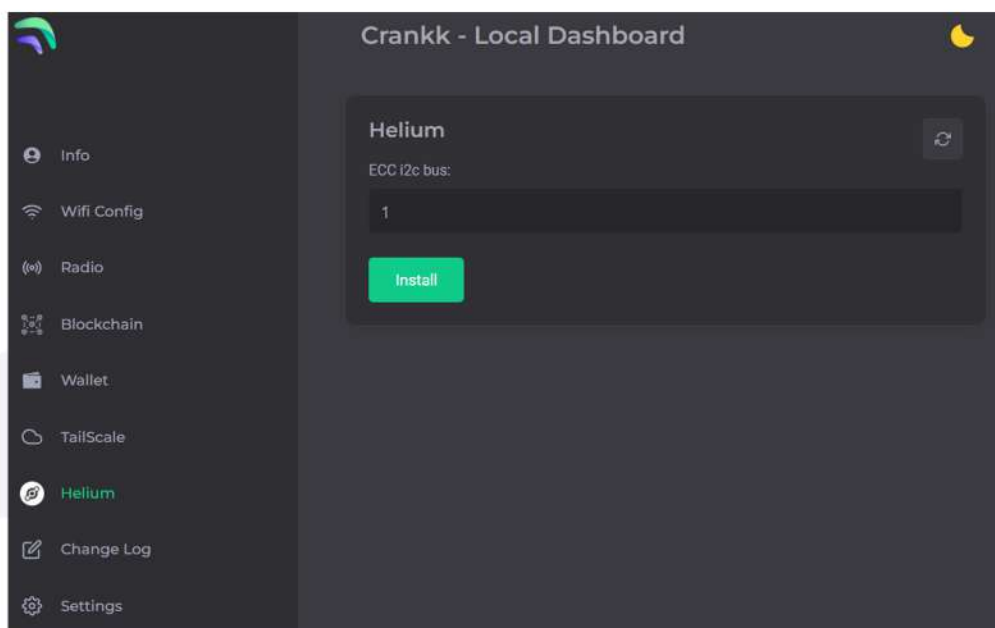 Crankk - Local Dashboard
Info
Wifi Config
Radio
Blockchain
Wallet
TailScale
Helium
Change Log
Settings
Helium
ECC i2c bus:
1
Install